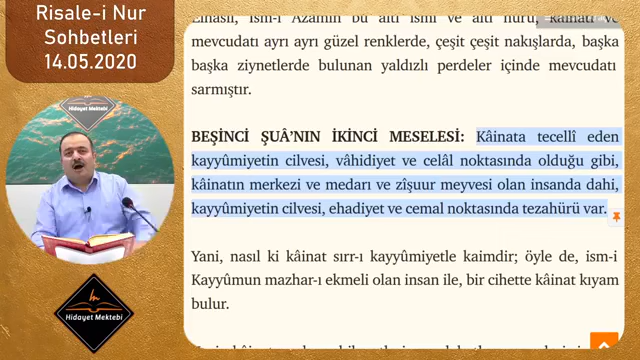 Risale-i Nur
Sohbetleri
14.05.2020
Hidayet Mektebi
Hidayet Mektebi
Elhasıl, İsm-i Âzamın bu altı ismi ve altı nuru, kâinatı ve
mevcudatı ayrı ayrı güzel renklerde, çeşit çeşit nakışlarda, başka
başka ziynetlerde bulunan yaldızlı perdeler içinde mevcudatı
sarmıştır.
BEŞİNCİ ŞUÂ’NIN İKİNCİ MESELESİ: Kâinata tecellî eden
kayyûmiyetin cilvesi, vâhidiyet ve celâl noktasında olduğu gibi,
kâinatın merkezi ve medarı ve zîşuur meyvesi olan insanda dahi,
kayyûmiyetin cilvesi, ehadiyet ve cemal noktasında tezahürü var.
Yani, nasıl ki kâinat sırr-ı kayyûmiyetle kaimdir; öyle de, ism-i
Kayyûmun mazhar-ı ekmeli olan insan ile, bir cihette kâinat kıyam
bulur.